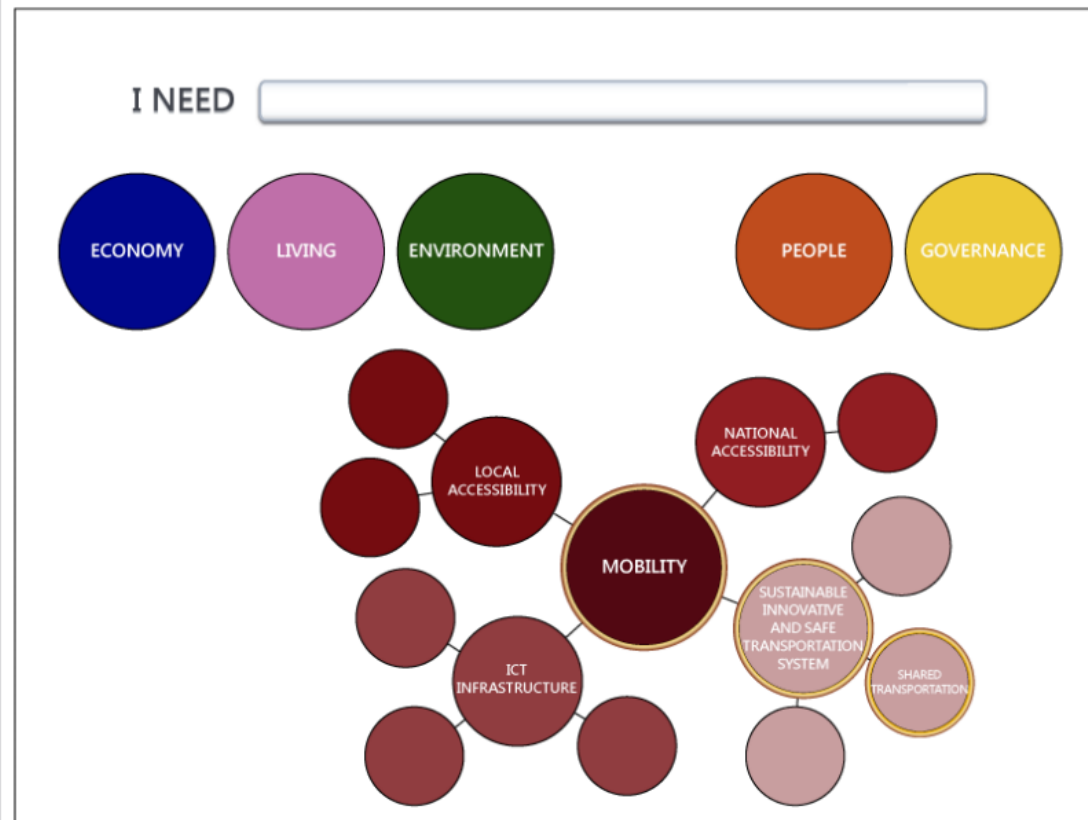 I NEED
ECONOMY
LIVING
ENVIRONMENT
PEOPLE
GOVERNANCE
LOCAL
ACCESSIBILITY
NATIONAL
ACCESSIBILITY
MOBILITY
SUSTAINABLE
INNOVATIVE
AND SAFE
TRANSPORTATION
SYSTEM
SHARED
TRANSPORTATION
ICT
INFRASTRUCTURE